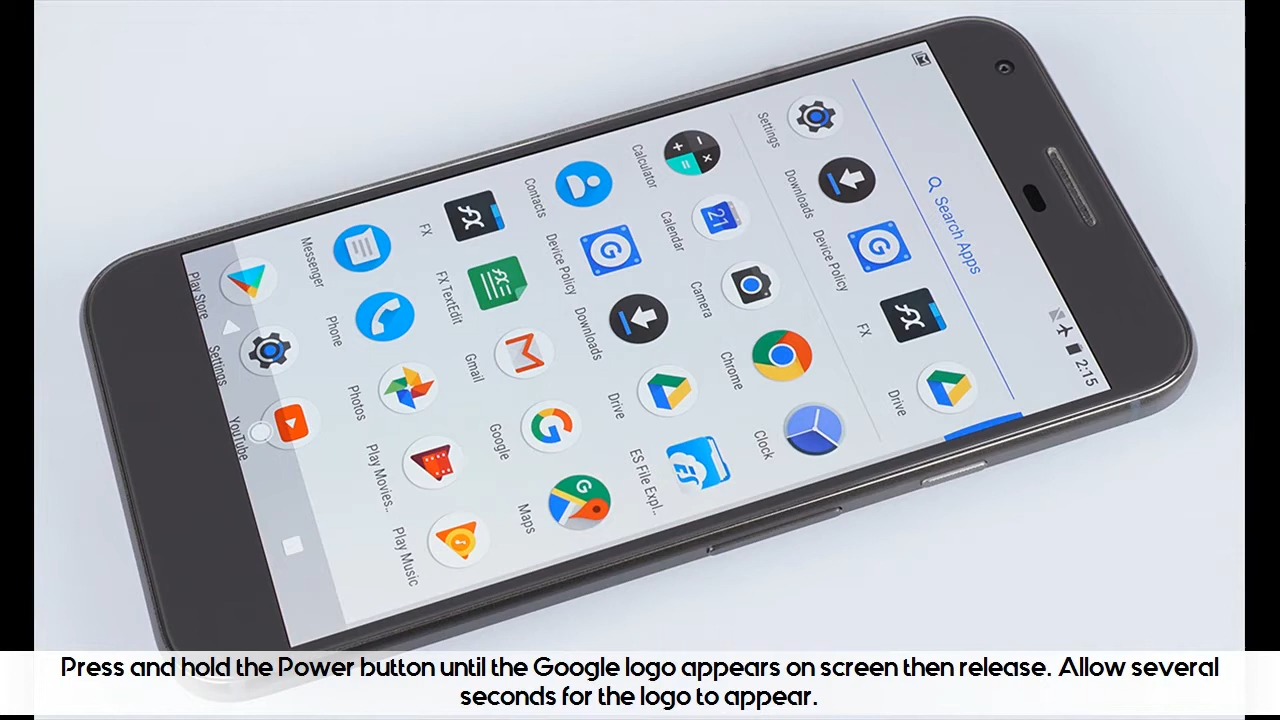 2:15
Search Apps
Settings
Downloads
Device Policy
FX
Drive
Calculator
Calendar
Camera
Chrome
Clock
Contacts
Device Policy
Downloads
Drive
ES File Expl..
FX
FX TextEdit
Gmail
Google
Maps
Messenger
Phone
Photos
Play Movies..
Play Music
Play Store
Settings
YouTube
Press and hold the Power button until the Google logo appears on screen then release. Allow several
seconds for the logo to appear.